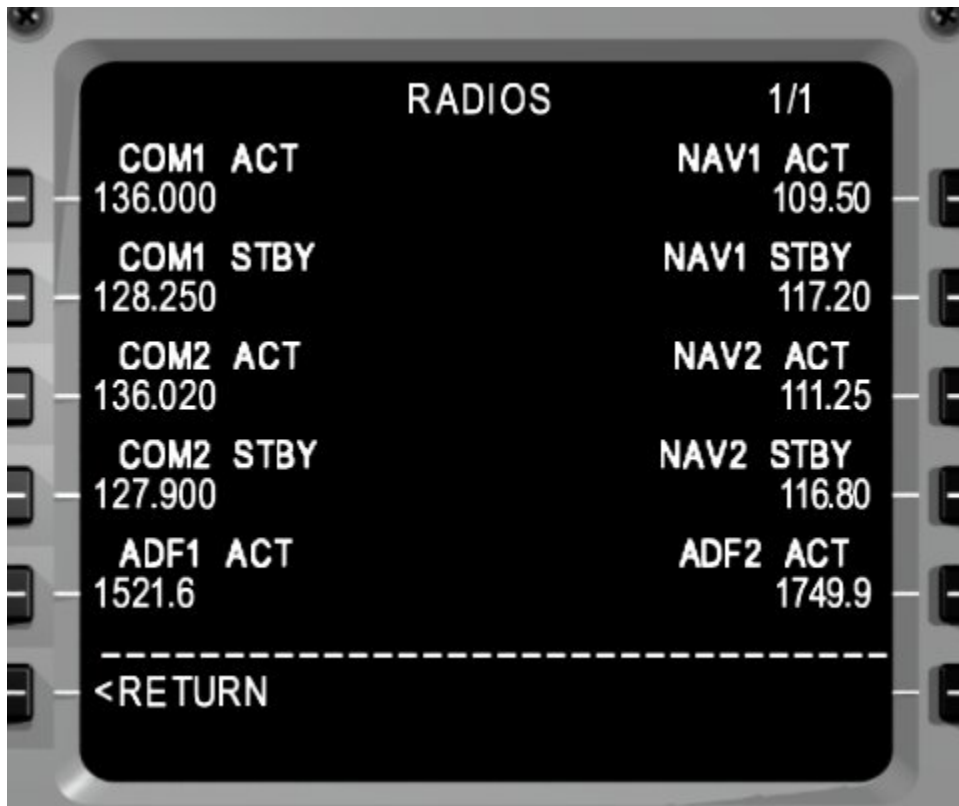 RADIOS 1/1
COM1 ACT NAV1 ACT
136.000 109.50
COM1 STBY NAV1 STBY
128.250 117.20
COM2 ACT NAV2 ACT
136.020 111.25
COM2 STBY NAV2 STBY
127.900 116.80
ADF1 ACT ADF2 ACT
1521.6 1749.9
<RETURN